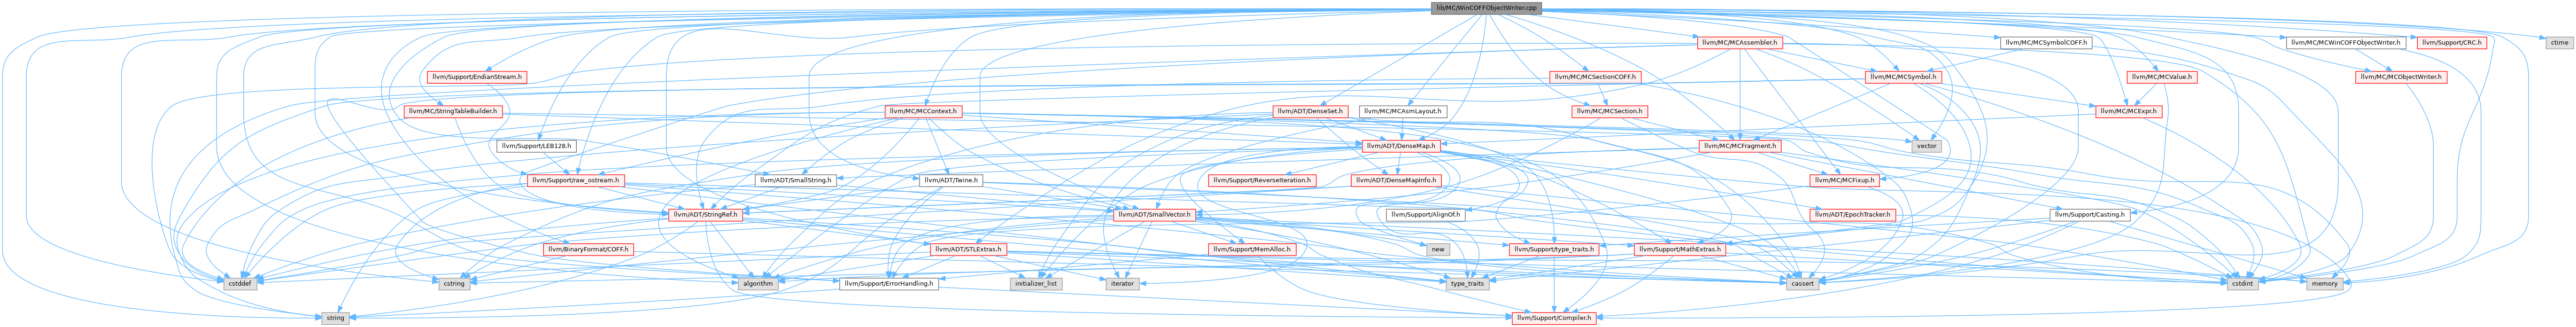 lib/MC/WinCOFFObjectWriter.cpp
llvm/MC/MCAssembler.h
llvm/MC/MCSymbolCOFF.h
llvm/MC/MCWinCOFFObjectWriter.h
llvm/Support/CRC.h
ctime
llvm/Support/EndianStream.h
llvm/MC/MCSectionCOFF.h
llvm/MC/MCSymbol.h
llvm/MC/MCValue.h
llvm/MC/MCObjectWriter.h
llvm/MC/StringTableBuilder.h
llvm/MC/MCContext.h
llvm/ADT/DenseSet.h
llvm/MC/MCAsmLayout.h
llvm/MC/MCSection.h
llvm/MC/MCExpr.h
llvm/Support/LEB128.h
llvm/ADT/DenseMap.h
llvm/MC/MCFragment.h
vector
llvm/Support/raw_ostream.h
llvm/ADT/SmallString.h
llvm/ADT/Twine.h
llvm/Support/ReverseIteration.h
llvm/ADT/DenseMapInfo.h
llvm/MC/MCFixup.h
llvm/ADT/StringRef.h
llvm/ADT/SmallVector.h
llvm/Support/AlignOf.h
llvm/ADT/EpochTracker.h
llvm/Support/Casting.h
llvm/BinaryFormat/COFF.h
llvm/ADT/STLExtras.h
llvm/Support/MemAlloc.h
new
llvm/Support/type_traits.h
llvm/Support/MathExtras.h
cstddef
cstring
algorithm
llvm/Support/ErrorHandling.h
initializer_list
iterator
type_traits
cassert
cstdint
memory
string
llvm/Support/Compiler.h